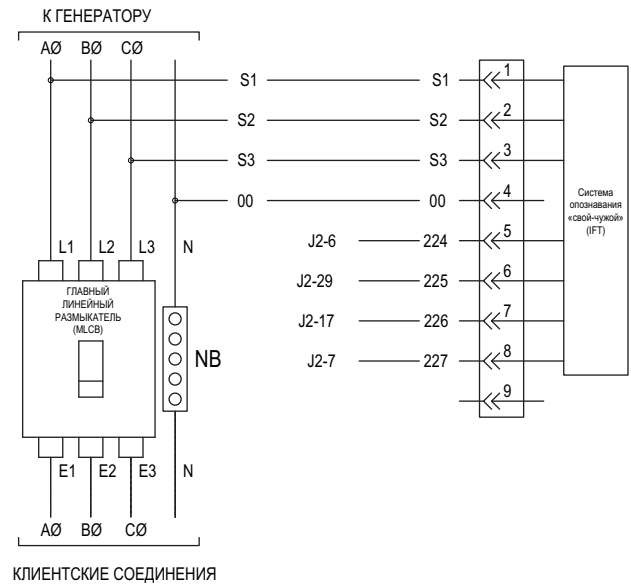 К ГЕНЕРАТОРУ
AØ BØ CØ
S1 S1 1
S2 S2 2
S3 S3 3
00 00 4
Система
опознавания
«свой-чужой»
(IFT)
L1 L2 L3 N
J2-6 224 5
J2-29 225 6
J2-17 226 7
J2-7 227 8
9
ГЛАВНЫЙ
ЛИНЕЙНЫЙ
РАЗМЫКАТЕЛЬ
(MLCB)
NB
E1 E2 E3 N
AØ BØ CØ
КЛИЕНТСКИЕ СОЕДИНЕНИЯ